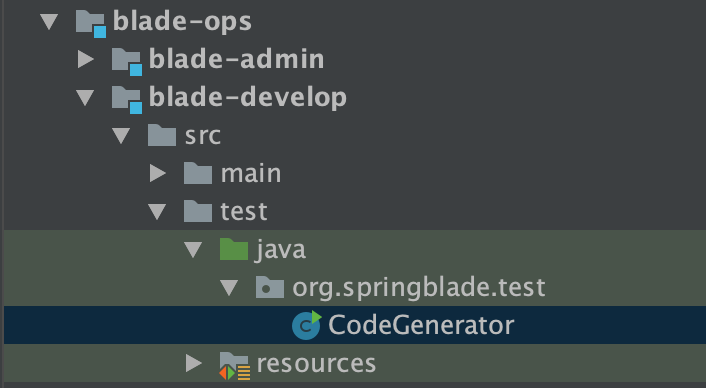 blade-ops
blade-admin
blade-develop
src
main
test
java
org.springblade.test
CodeGenerator
resources